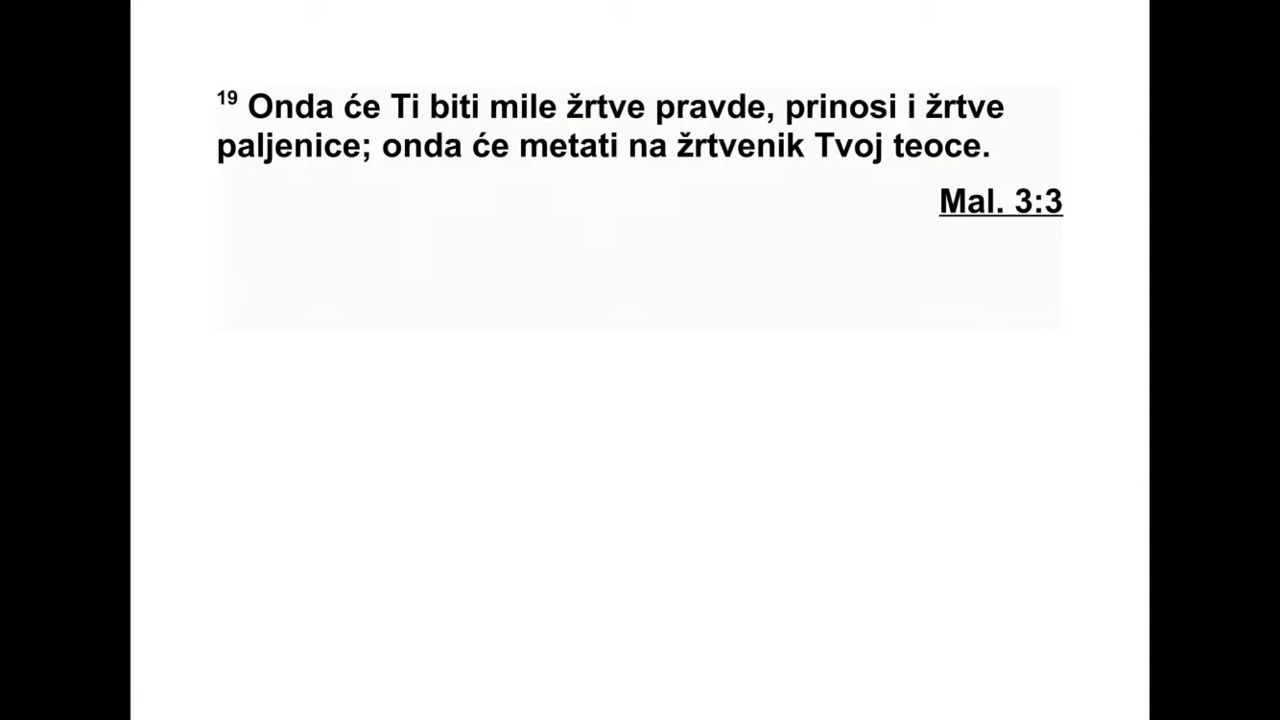 19 Onda će Ti biti mile žrtve pravde, prinosi i žrtve
paljenice; onda će metati na žrtvenik Tvoj teoce.
Mal. 3:3